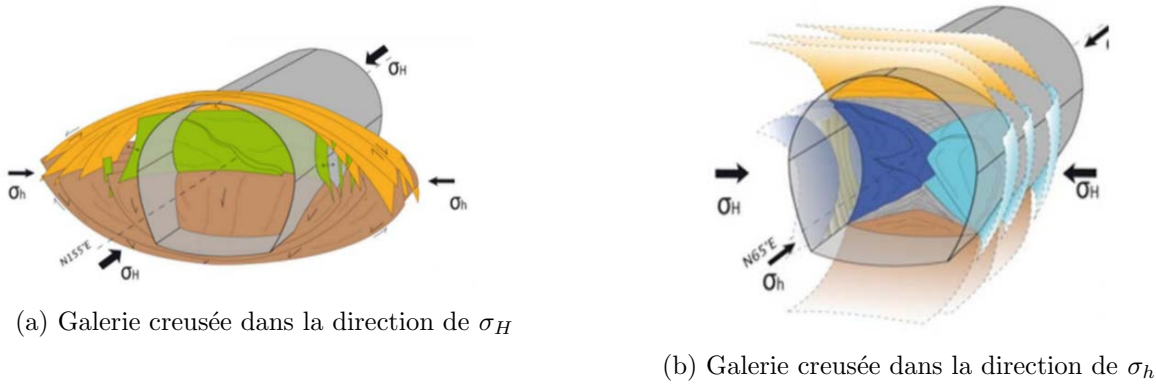 σH
σh
σh
N155°E
σH
(a) Galerie creusée dans la direction de σH
σH
σH
N65°E
σh
(b) Galerie creusée dans la direction de σh